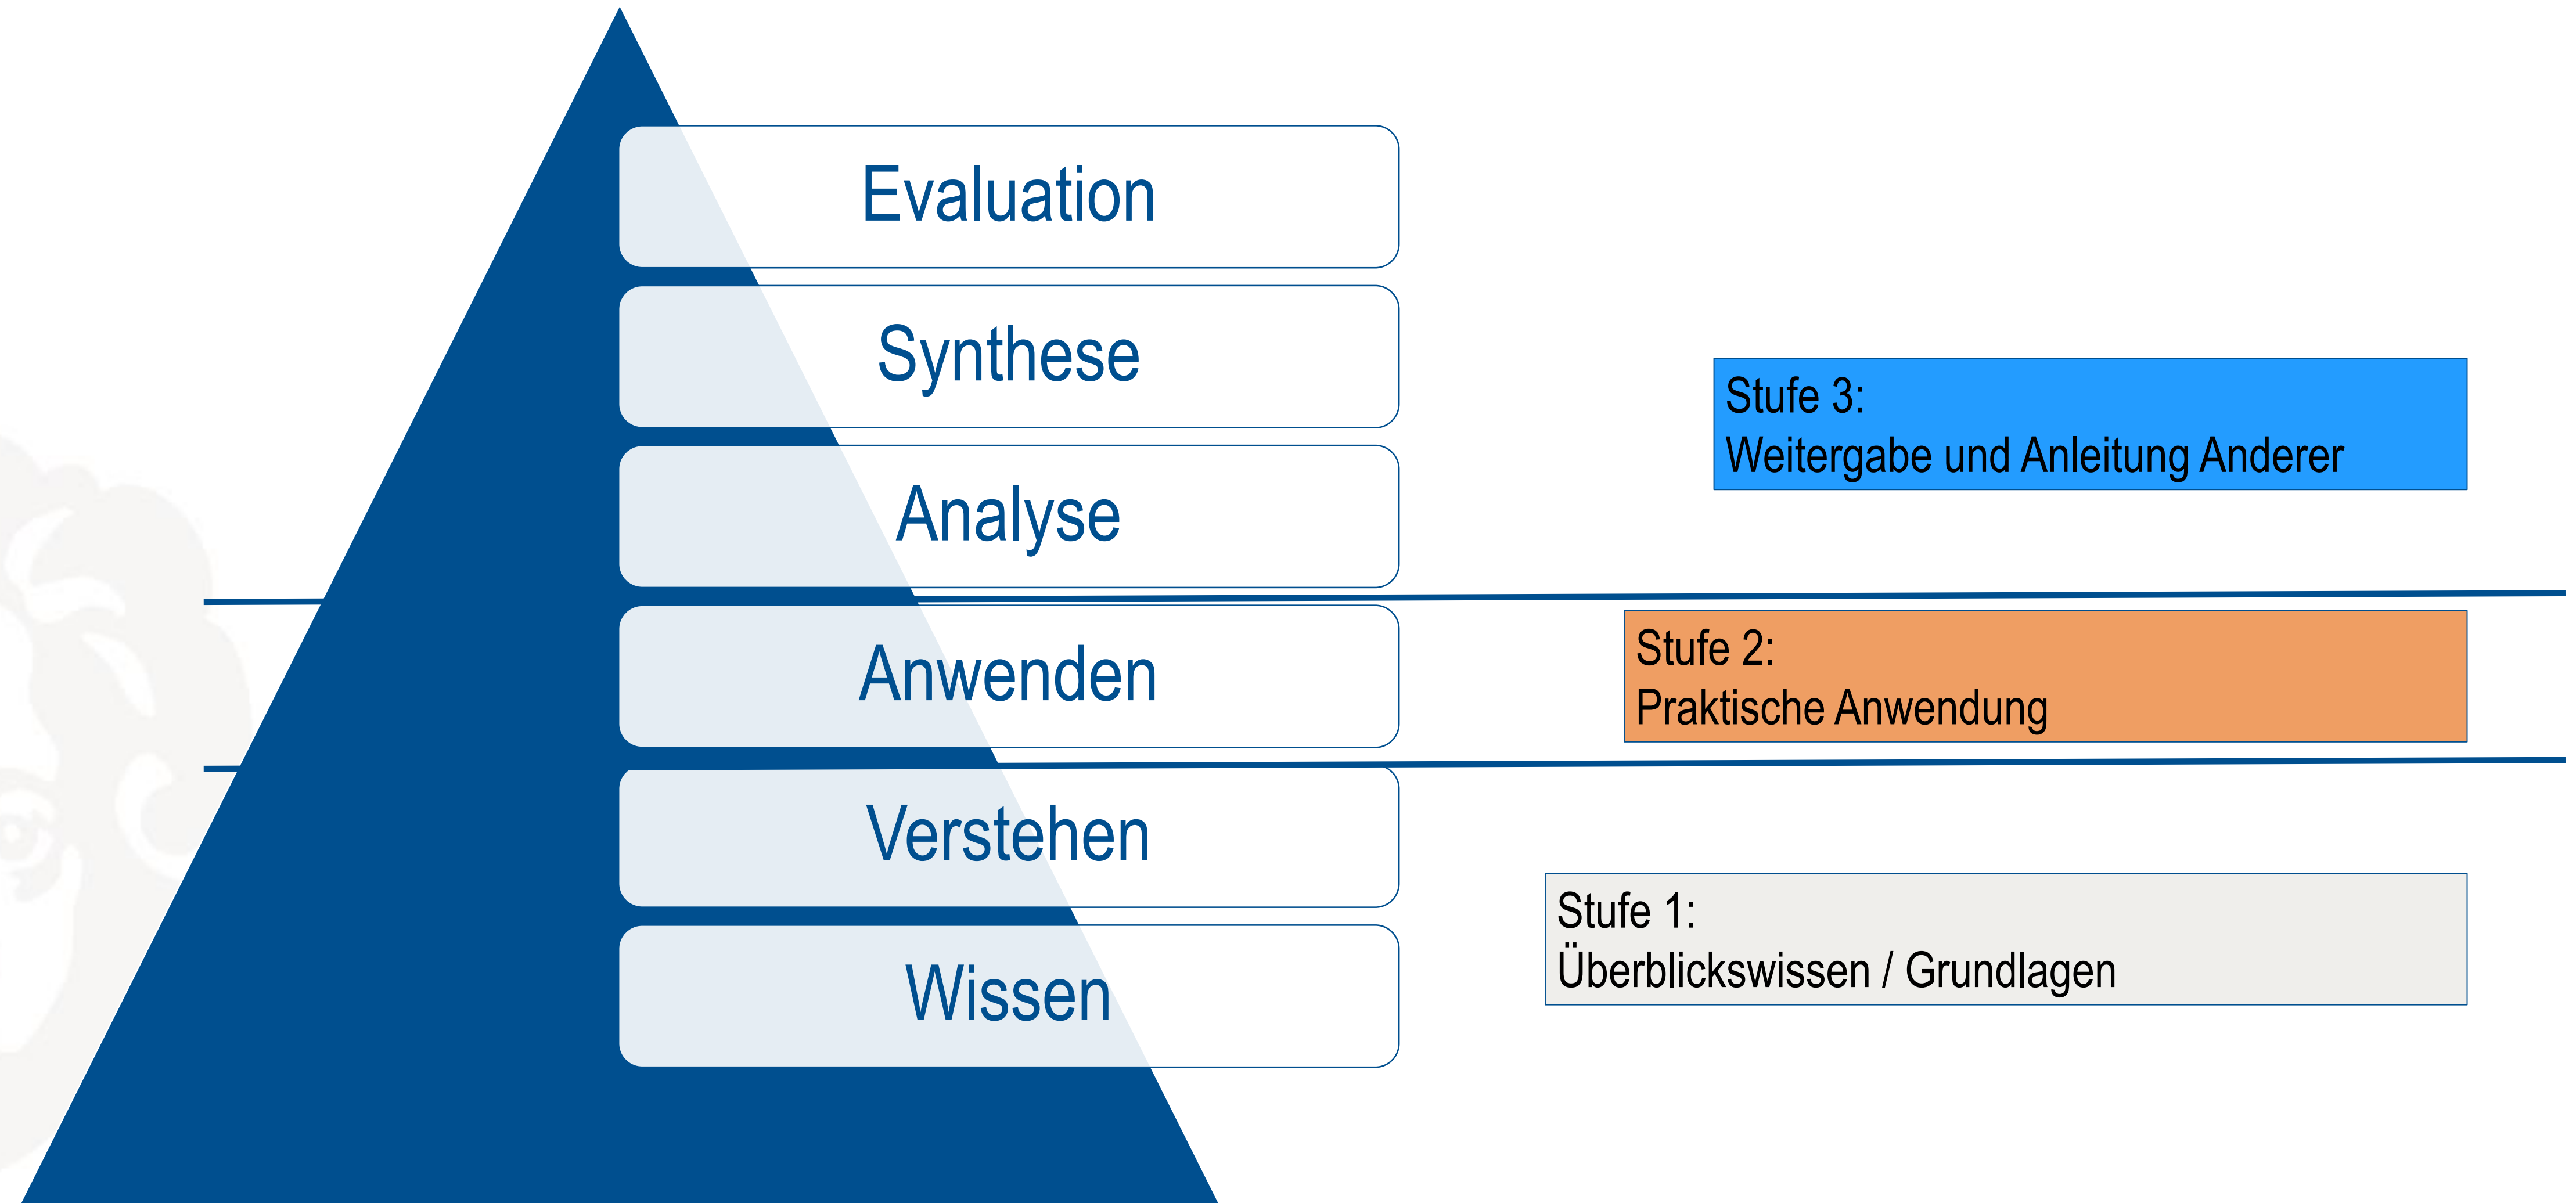 Evaluation
Synthese
Analyse
Anwenden
Verstehen
Wissen
Stufe 3:
Weitergabe und Anleitung Anderer
Stufe 2:
Praktische Anwendung
Stufe 1:
Überblickswissen / Grundlagen